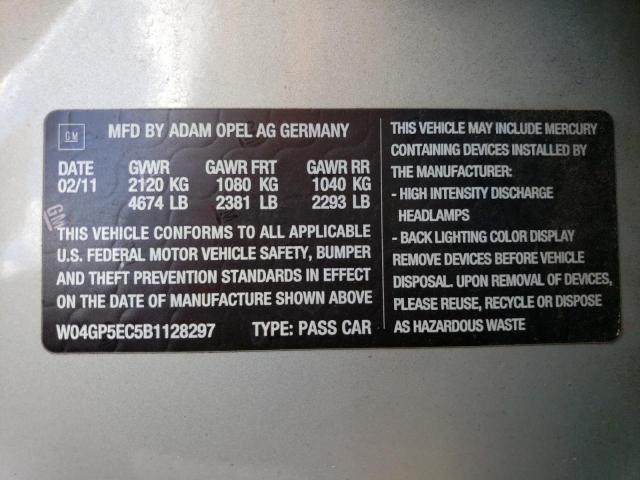 GM
MFD BY ADAM OPEL AG GERMANY
DATE GVWR GAWR FRT GAWR RR
02/11 2120 KG 1080 KG 1040 KG
4674 LB 2381 LB 2293 LB
GM
THIS VEHICLE CONFORMS TO ALL APPLICABLE
U.S. FEDERAL MOTOR VEHICLE SAFETY, BUMPER
AND THEFT PREVENTION STANDARDS IN EFFECT
ON THE DATE OF MANUFACTURE SHOWN ABOVE
W04GP5EC5B1128297 TYPE: PASS CAR
THIS VEHICLE MAY INCLUDE MERCURY
CONTAINING DEVICES INSTALLED BY
THE MANUFACTURER:
- HIGH INTENSITY DISCHARGE
HEADLAMPS
- BACK LIGHTING COLOR DISPLAY
REMOVE DEVICES BEFORE VEHICLE
DISPOSAL. UPON REMOVAL OF DEVICES,
PLEASE REUSE, RECYCLE OR DISPOSE
AS HAZARDOUS WASTE